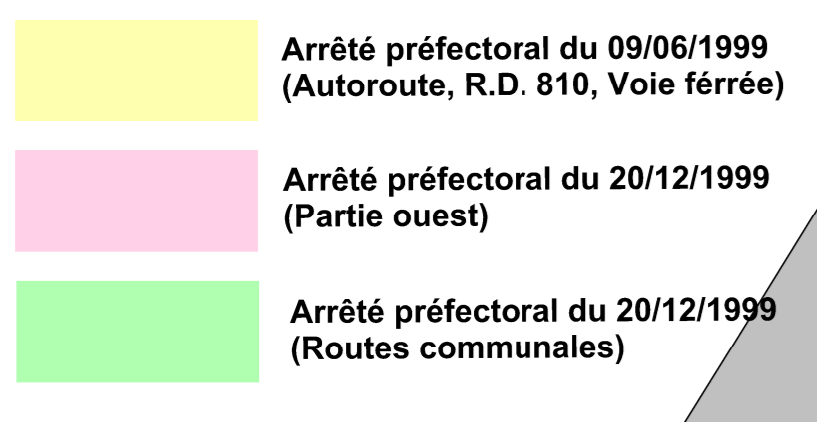 Arrêté préfectoral du 09/06/1999
(Autoroute, R.D. 810, Voie férrée)
Arrêté préfectoral du 20/12/1999
(Partie ouest)
Arrêté préfectoral du 20/12/1999
(Routes communales)